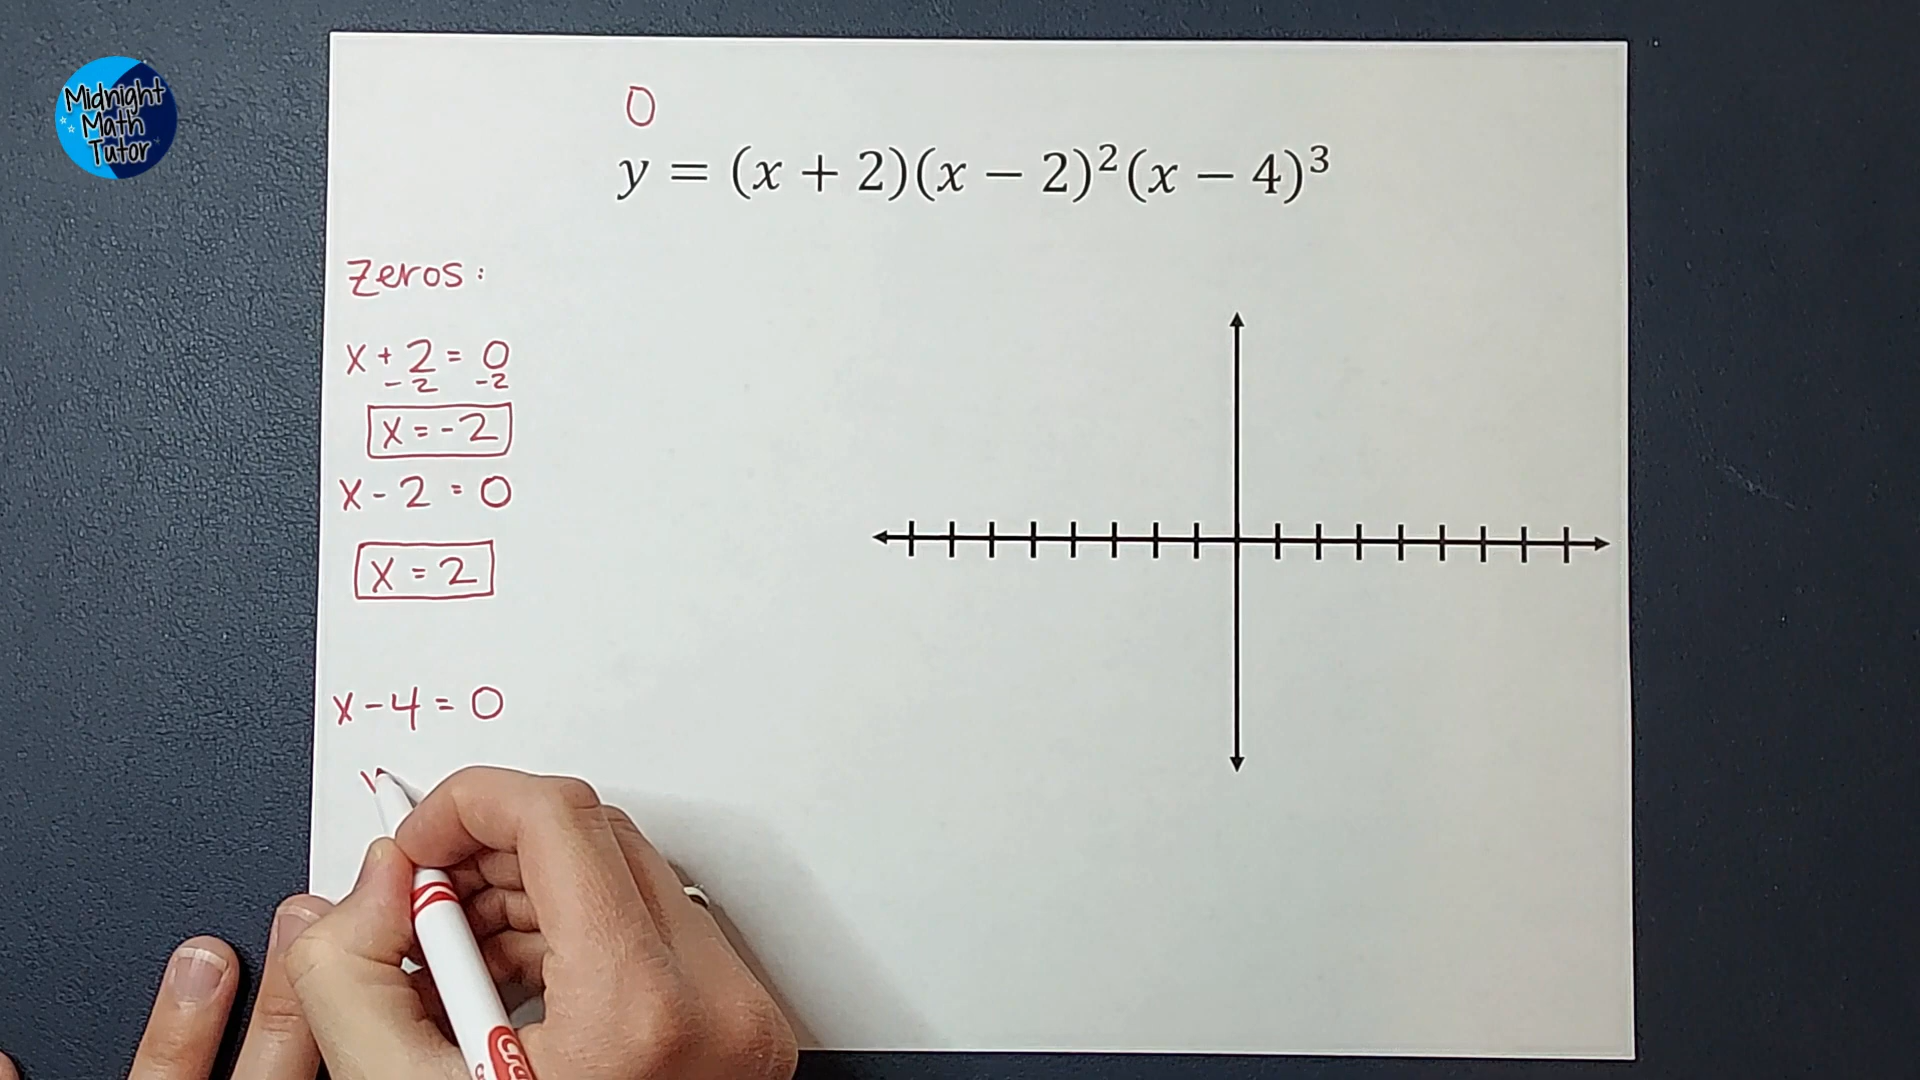 Midnight
Math
Tutor
0
y = (x + 2)(x − 2)²(x − 4)³
Zeros:
x + 2 = 0
-2 -2
x = -2
x - 2 = 0
x = 2
x - 4 = 0